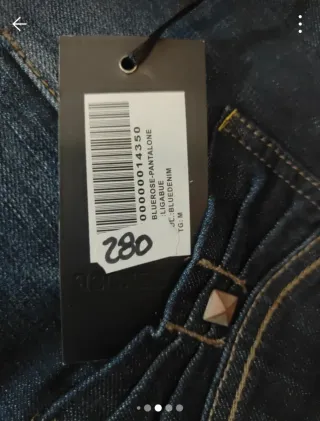 00000014350
BLUEROSE-PANTALONE
LIGABUE
BLUEDENIM
TG: M
280